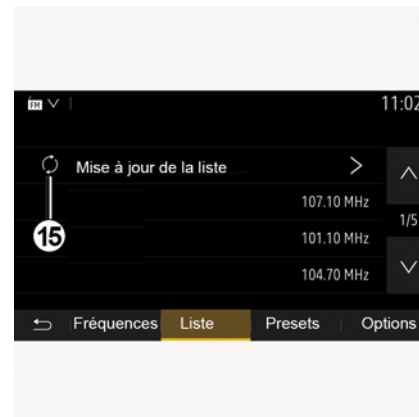 FM 11:02
Mise à jour de la liste
107.10 MHz
15
1/5
101.10 MHz
104.70 MHz
Fréquences Liste Presets Options